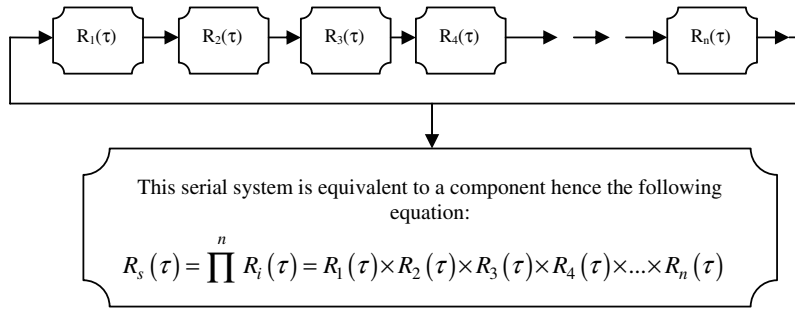 R₁(τ) R₂(τ) R₃(τ) R₄(τ) Rₙ(τ)
This serial system is equivalent to a component hence the following
equation:
n
Rₛ(τ) = ∏ Rᵢ(τ) = R₁(τ)×R₂(τ)×R₃(τ)×R₄(τ)×...×Rₙ(τ)